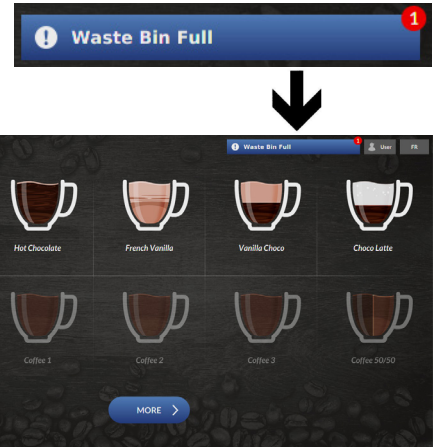 Waste Bin Full
1
Waste Bin Full
1
User
FR
Hot Chocolate
French Vanilla
Vanilla Choco
Choco Latte
Coffee 1
Coffee 2
Coffee 3
Coffee 50/50
MORE